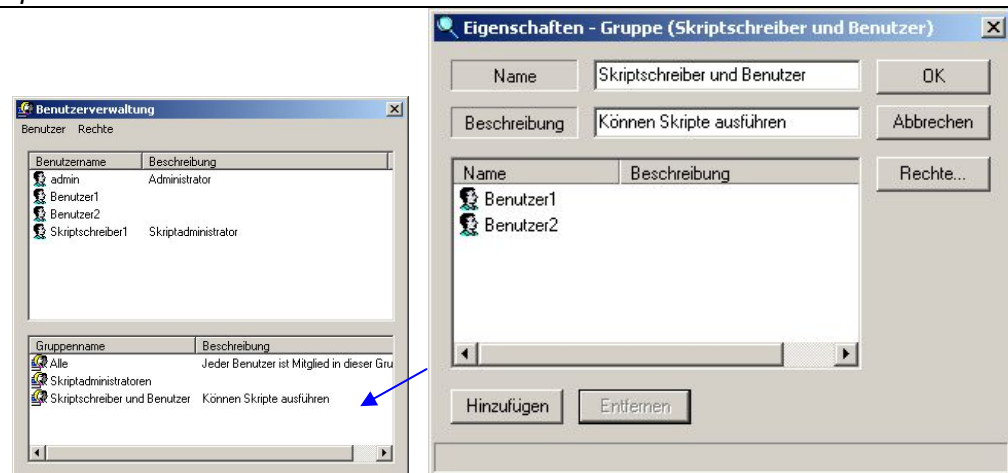 Benutzerverwaltung
Benutzer Rechte
Benutzername Beschreibung
admin Administrator
Benutzer1
Benutzer2
Skriptschreiber1 Skriptadministrator
Gruppenname Beschreibung
Alle Jeder Benutzer ist Mitglied in dieser Gru
Skriptadministratoren
Skriptschreiber und Benutzer Können Skripte ausführen
Eigenschaften - Gruppe (Skriptschreiber und Benutzer)
Name Skriptschreiber und Benutzer OK
Beschreibung Können Skripte ausführen Abbrechen
Name Beschreibung Rechte...
Benutzer1
Benutzer2
Hinzufügen Entfernen